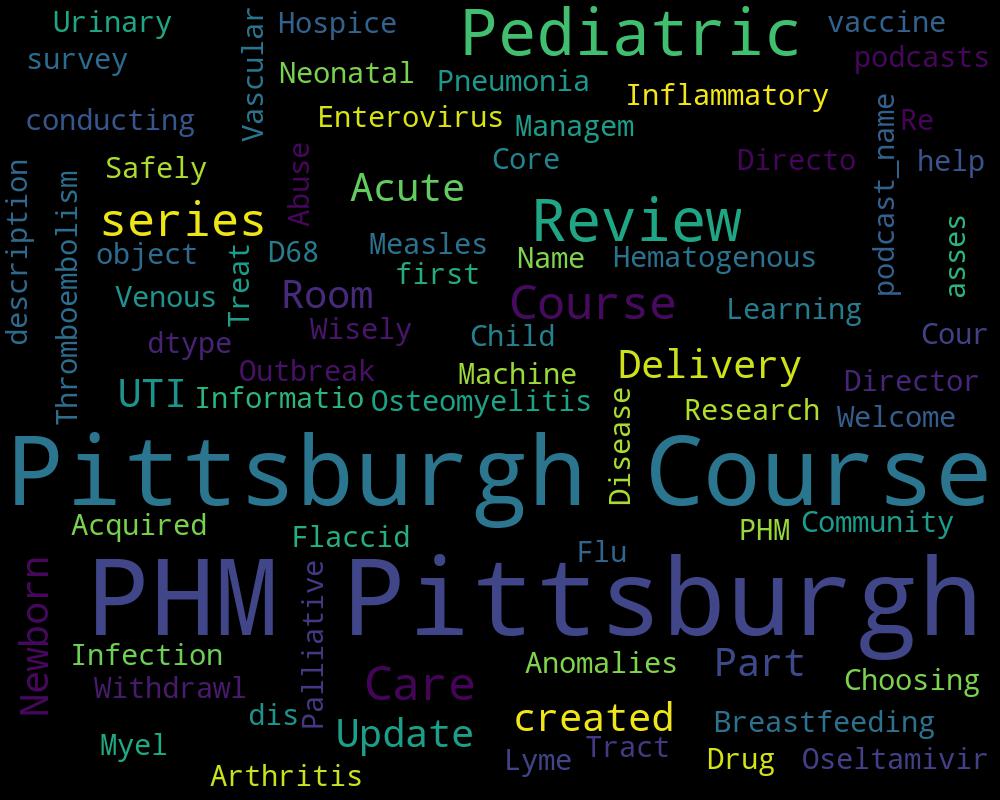 Urinary
Hospice
Pediatric
vaccine
survey
Vascular
Neonatal
Pneumonia
podcasts
Inflammatory
conducting
Enterovirus
Managem
podcast_name
Re
Safely
Abuse
Core
Directo
help
description
Thromboembolism
Acute
series
Review
asses
object
Treat
D68
Measles
Name
Hematogenous
first
Venous
Room
Course
Learning
dtype
Wisely
Child
Cour
Outbreak
Machine
Delivery
Director
UTI
Informatio
Osteomyelitis
Disease
Research
Welcome
Pittsburgh Course
Acquired
Flaccid
PHM
Community
Flu
PHM Pittsburgh
Newborn
Palliative
Infection
Anomalies
Part
Withdrawl
Care
Choosing
dis
created
Breastfeeding
Myel
Update
Tract
Lyme
Drug
Oseltamivir
Arthritis